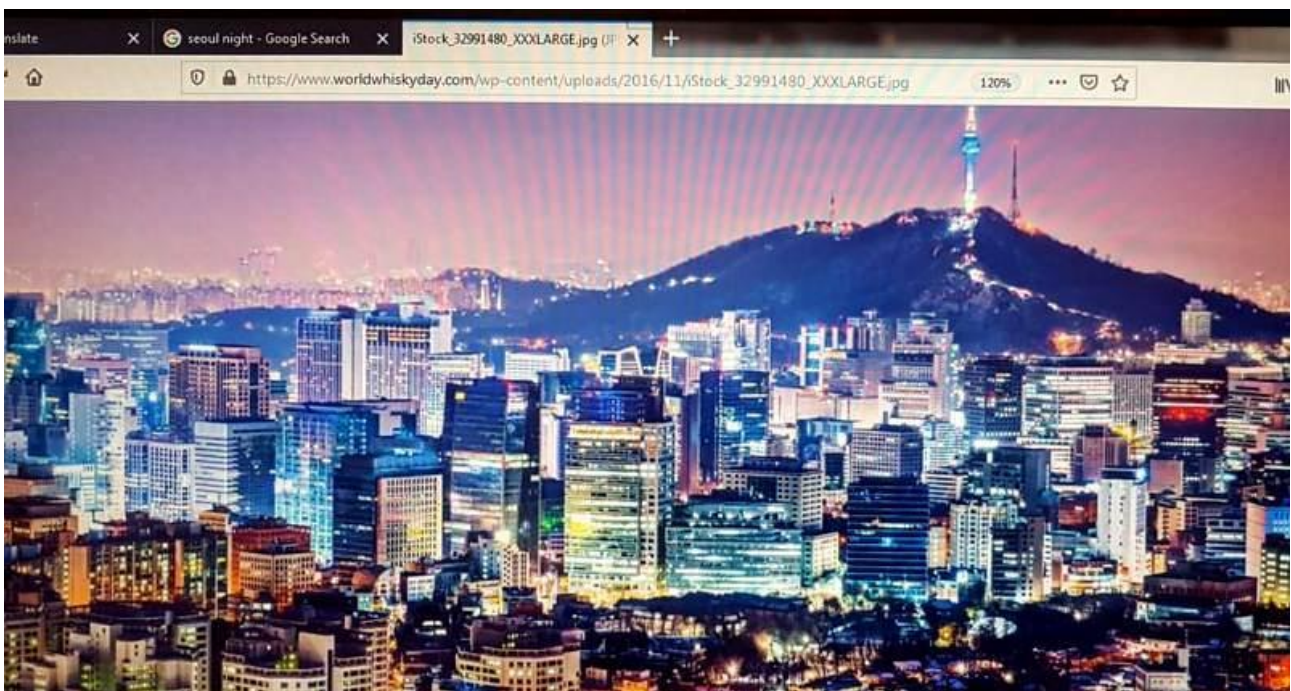 nslate
seoul night - Google Search
iStock_32991480_XXXLARGE.jpg (JP
https://www.worldwhiskyday.com/wp-content/uploads/2016/11/iStock_32991480_XXXLARGE.jpg
120%